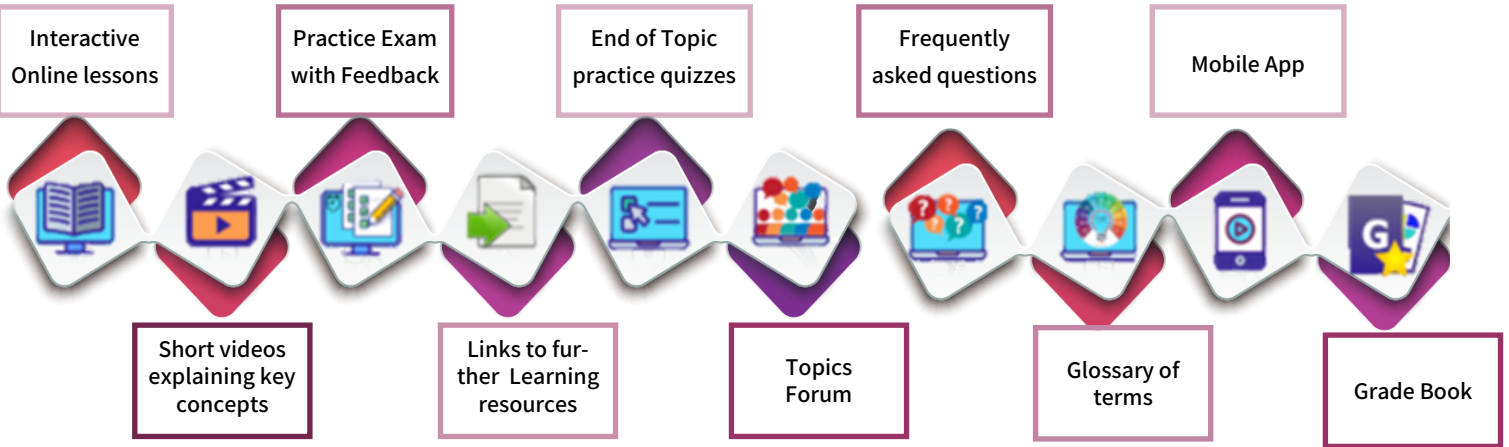 Interactive
Online lessons
Practice Exam
with Feedback
End of Topic
practice quizzes
Frequently
asked questions
Mobile App
? ? ? ?
G
Short videos
explaining key
concepts
Links to fur-
ther Learning
resources
Topics
Forum
Glossary of
terms
Grade Book